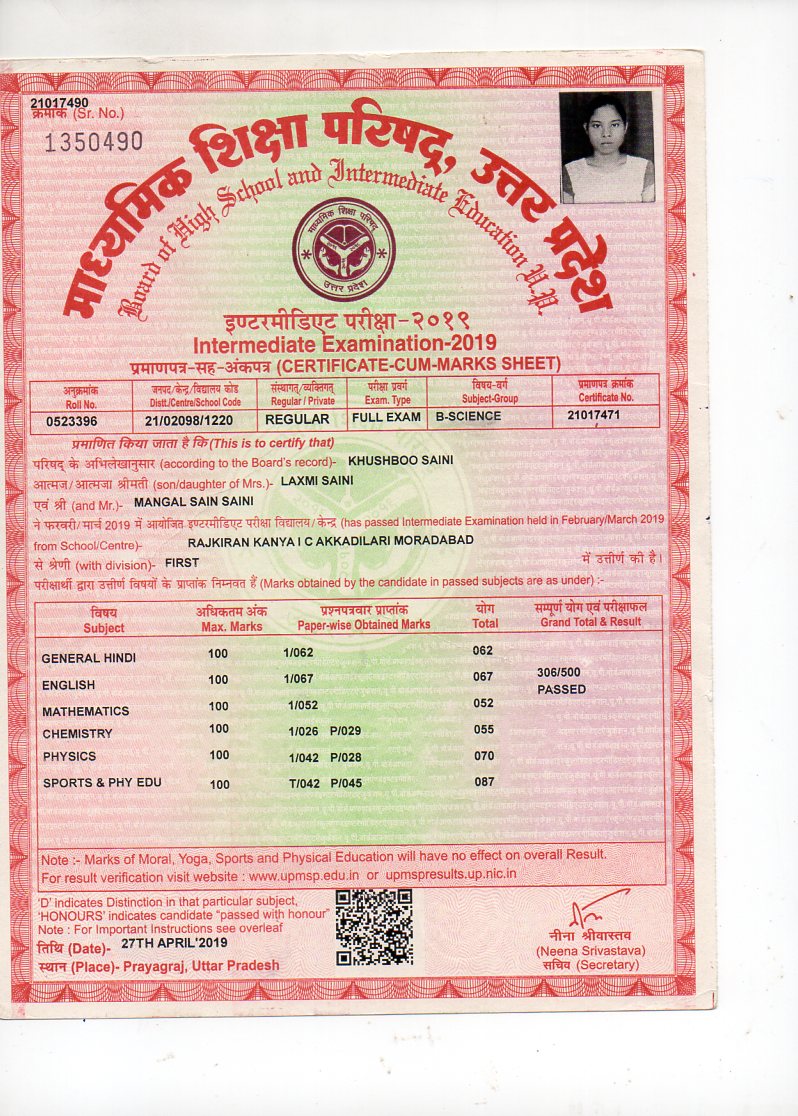 21017490
क्रमांक (Sr. No.)
1350490
माध्यमिक शिक्षा परिषद्, उत्तर प्रदेश
Board of High School and Intermediate Education U.P.
माध्यमिक शिक्षा परिषद्
उत्तर प्रदेश
इण्टरमीडिएट परीक्षा-२०१९
Intermediate Examination-2019
प्रमाणपत्र-सह-अंकपत्र (CERTIFICATE-CUM-MARKS SHEET)
अनुक्रमांक जनपद/केन्द्र/विद्यालय कोड संस्थागत/व्यक्तिगत् परीक्षा प्रवर्ग विषय-वर्ग प्रमाणपत्र क्रमांक
Roll No. Distt./Centre/School Code Regular / Private Exam. Type Subject-Group Certificate No.
0523396 21/02098/1220 REGULAR FULL EXAM B-SCIENCE 21017471
प्रमाणित किया जाता है कि (This is to certify that)
परिषद् के अभिलेखानुसार (according to the Board's record)- KHUSHBOO SAINI
आत्मज/आत्मजा श्रीमती (son/daughter of Mrs.)- LAXMI SAINI
एवं श्री (and Mr.)- MANGAL SAIN SAINI
ने फरवरी/मार्च 2019 में आयोजित इण्टरमीडिएट परीक्षा विद्यालय/केन्द्र (has passed Intermediate Examination held in February/March 2019
from School/Centre)- RAJKIRAN KANYA I C AKKADILARI MORADABAD
से श्रेणी (with division)- FIRST में उत्तीर्ण की है।
परीक्षार्थी द्वारा उत्तीर्ण विषयों के प्राप्तांक निम्नवत हैं (Marks obtained by the candidate in passed subjects are as under) :-
विषय अधिकतम अंक प्रश्नपत्रवार प्राप्तांक योग सम्पूर्ण योग एवं परीक्षाफल
Subject Max. Marks Paper-wise Obtained Marks Total Grand Total & Result
GENERAL HINDI 100 1/062 062
ENGLISH 100 1/067 067 306/500
PASSED
MATHEMATICS 100 1/052 052
CHEMISTRY 100 1/026 P/029 055
PHYSICS 100 1/042 P/028 070
SPORTS & PHY EDU 100 T/042 P/045 087
Note :- Marks of Moral, Yoga, Sports and Physical Education will have no effect on overall Result.
For result verification visit website : www.upmsp.edu.in or upmspresults.up.nic.in
'D' indicates Distinction in that particular subject,
'HONOURS' indicates candidate "passed with honour"
Note : For Important Instructions see overleaf
तिथि (Date)- 27TH APRIL'2019
स्थान (Place)- Prayagraj, Uttar Pradesh
नीना श्रीवास्तव
(Neena Srivastava)
सचिव (Secretary)